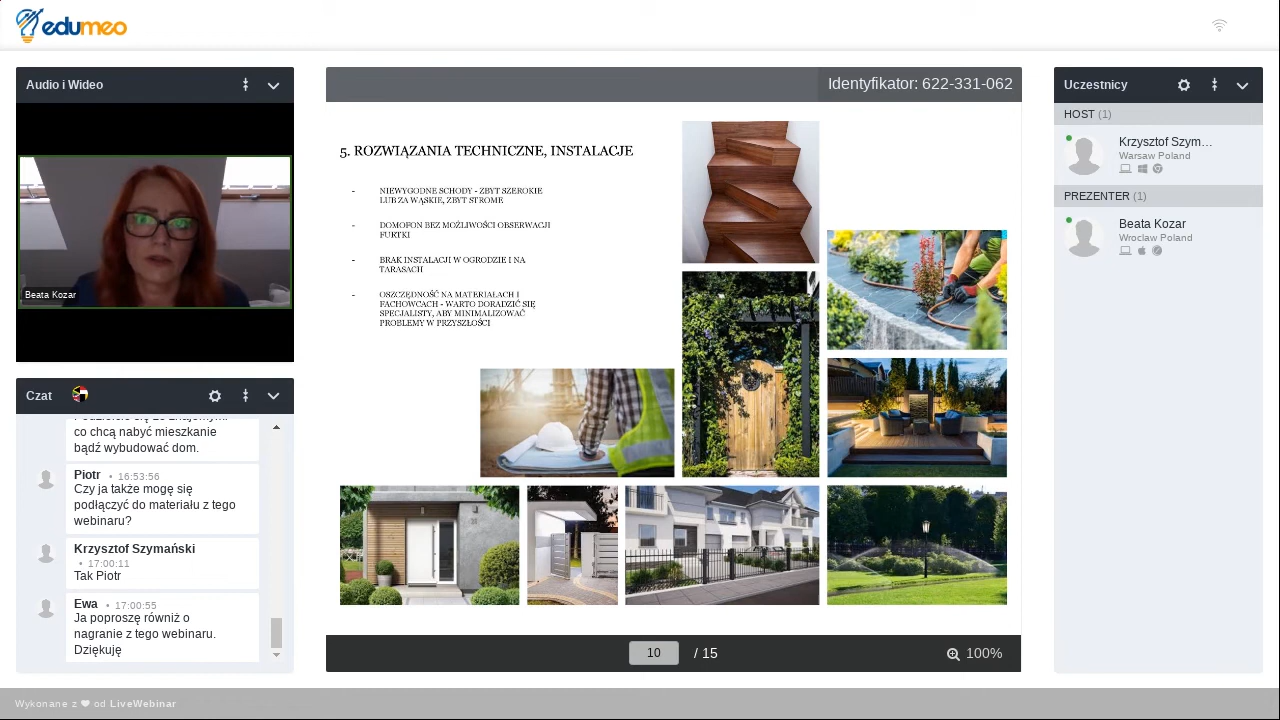 edumeo
Audio i Wideo
Beata Kozar
Czat
co chcą nabyć mieszkanie
bądź wybudować dom.
Piotr • 16:53:56
Czy ja także mogę się
podłączyć do materiału z tego
webinaru?
Krzysztof Szymański
• 17:00:11
Tak Piotr
Ewa • 17:00:55
Ja poproszę równiż o
nagranie z tego webinaru.
Dziękuję
Identyfikator: 622-331-062
5. ROZWIĄZANIA TECHNICZNE, INSTALACJE
- NIEWYGODNE SCHODY - ZBYT SZEROKIE
LUB ZA WĄSKIE, ZBYT STROME
- DOMOFON BEZ MOŻLIWOŚCI OBSERWACJI
FURTKI
- BRAK INSTALACJI W OGRODZIE I NA
TARASACH
- OSZCZĘDNOŚĆ NA MATERIAŁACH I
FACHOWCACH - WARTO DORADZIĆ SIĘ
SPECJALISTY, ABY MINIMALIZOWAĆ
PROBLEMY W PRZYSZŁOŚCI
10 / 15
100%
Uczestnicy
HOST (1)
Krzysztof Szym...
Warsaw Poland
PREZENTER (1)
Beata Kozar
Wroclaw Poland
Wykonane z ❤ od LiveWebinar